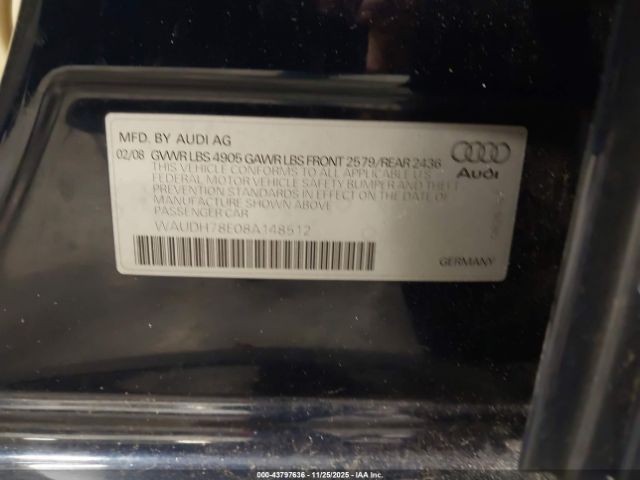 MFD. BY AUDI AG
02/08 GVWR LBS 4905 GAWR LBS FRONT 2579/REAR 2436
THIS VEHICLE CONFORMS TO ALL APPLICABLE U.S.
FEDERAL MOTOR VEHICLE SAFETY BUMPER AND THEFT
PREVENTION STANDARDS IN EFFECT ON THE DATE OF
MANUFACTURE SHOWN ABOVE
PASSENGER CAR
WAUDH78E08A148512
Audi
GERMANY
000-43797636 - 11/25/2025 - IAAI.COM